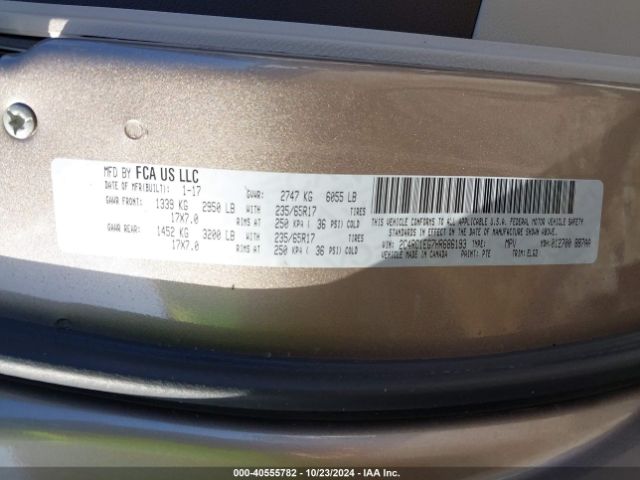 MFD BY FCA US LLC
DATE OF MFR(BUILT): 1-17 GVWR: 2747 KG 6055 LB
GAWR FRONT: 1339 KG 2950 LB WITH 235/65R17 TIRES
17X7.0 RIMS AT 250 KPA ( 36 PSI) COLD
GAWR REAR: 1452 KG 3200 LB WITH 235/65R17 TIRES
17X7.0 RIMS AT 250 KPA ( 36 PSI) COLD
THIS VEHICLE CONFORMS TO ALL APPLICABLE U.S.A. FEDERAL MOTOR VEHICLE SAFETY
STANDARDS IN EFFECT ON THE DATE OF MANUFACTURE SHOWN ABOVE.
VIN: 2C4RC1EG7HR686193 TYPE: MPV MDH:012700 887AA
VEHICLE MADE IN CANADA PAINT: PTE TRIM:
000-40555782 - 10/23/2024 - IAA Inc.